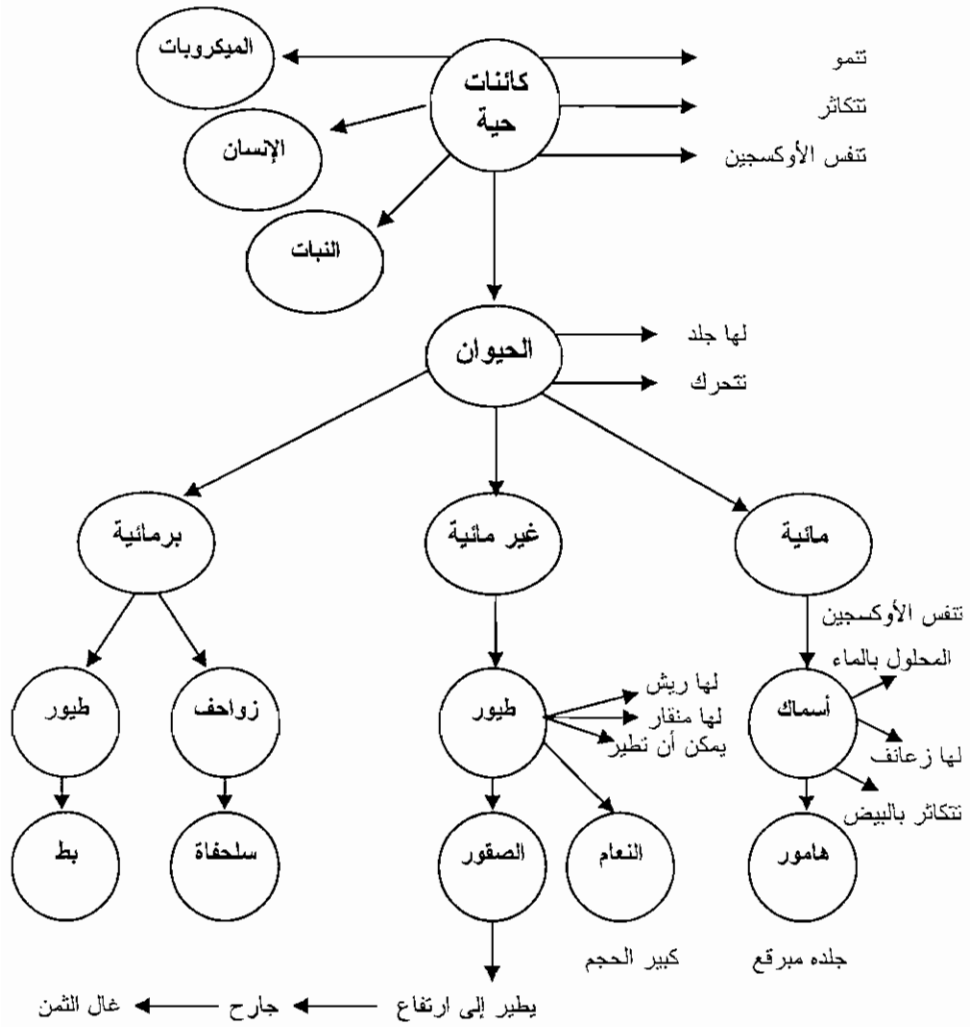 الميكروبات
كائنات
حية
تنمو
تتكاثر
تنفس الأوكسجين
الإنسان
النبات
الحيوان
لها جلد
تتحرك
مائية
غير مائية
برمائية
تنفس الأوكسجين
المحلول بالماء
أسماك
لها زعانف
تتكاثر بالبيض
هامور
جلده مبرقع
طيور
لها ريش
لها منقار
يمكن أن تطير
النعام
كبير الحجم
الصقور
يطير إلى ارتفاع
جارح
غال الثمن
زواحف
سلحفاة
طيور
بط